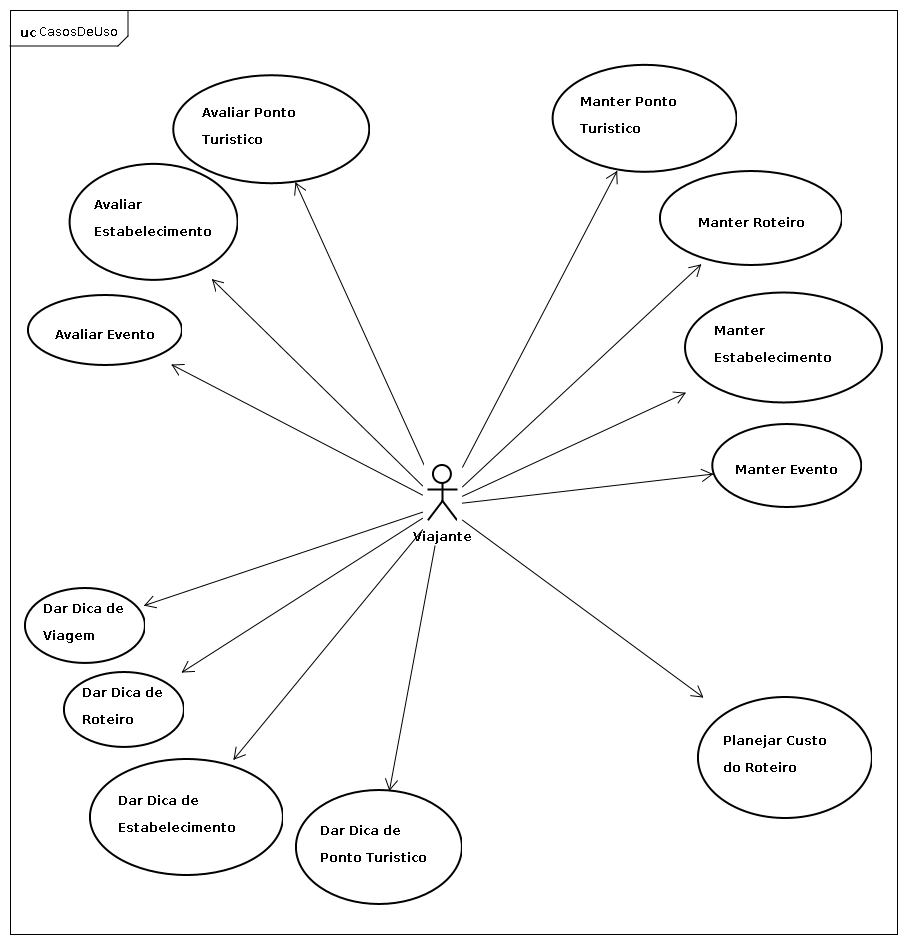 uc CasosDeUso
Avaliar Ponto
Turistico
Manter Ponto
Turistico
Avaliar
Estabelecimento
Manter Roteiro
Avaliar Evento
Manter
Estabelecimento
Manter Evento
Viajante
Dar Dica de
Viagem
Dar Dica de
Roteiro
Planejar Custo
do Roteiro
Dar Dica de
Estabelecimento
Dar Dica de
Ponto Turistico